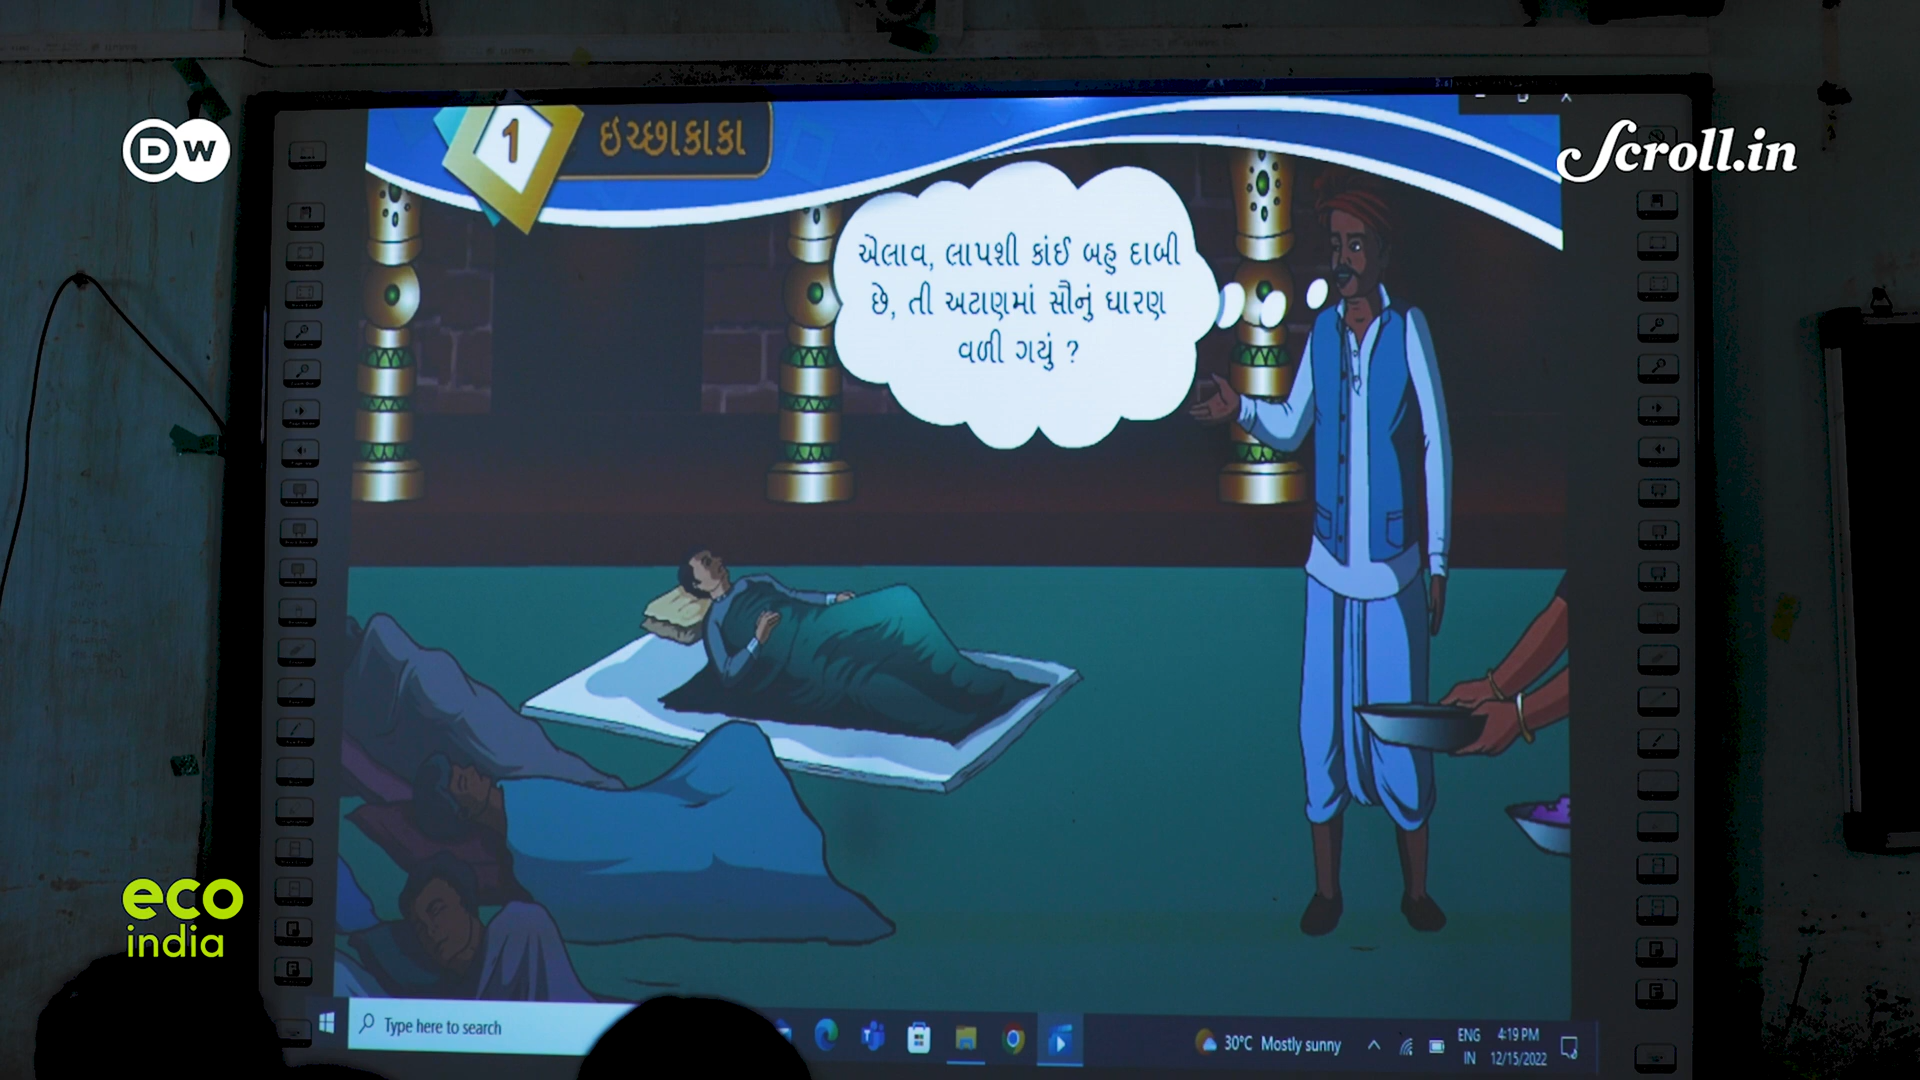 DW
Scroll.in
1 ઇચ્છાકાકા
એલાવ, લાપશી કાંઈ બહુ દાબી
છે, તી અટાણમાં સૌનું ઘારણ
વળી ગયું ?
eco
india
Type here to search
30°C Mostly sunny
ENG
IN
4:19 PM
12/15/2022